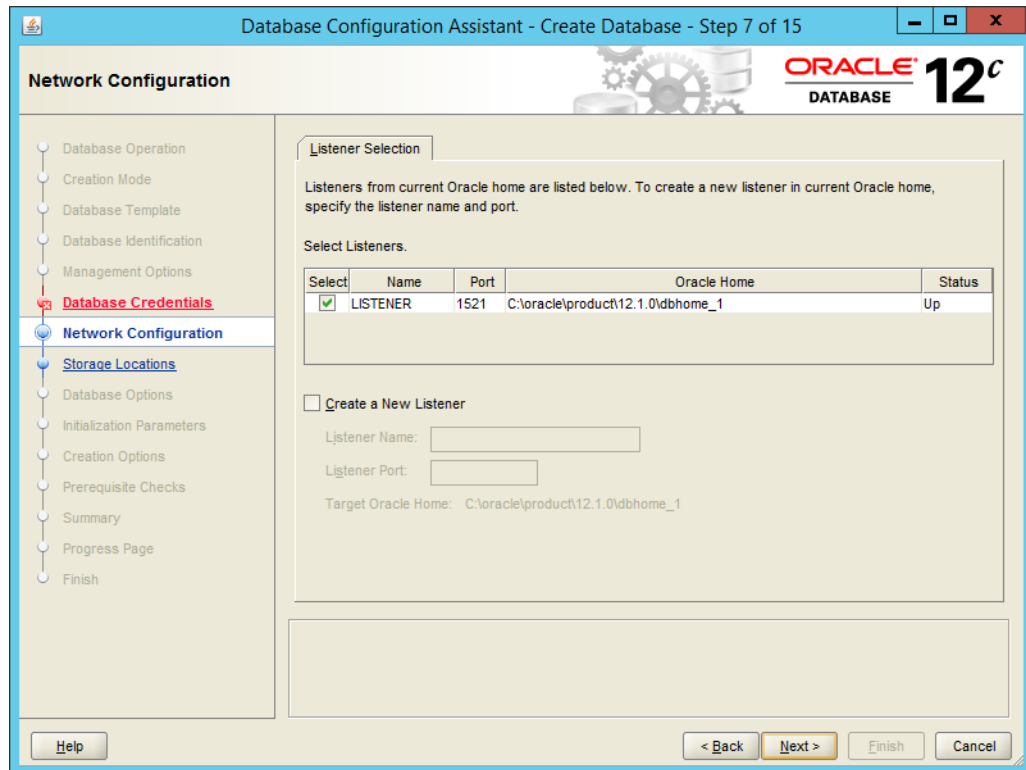 Database Configuration Assistant - Create Database - Step 7 of 15
Network Configuration
ORACLE 12c
DATABASE
Database Operation
Creation Mode
Database Template
Database Identification
Management Options
Database Credentials
Network Configuration
Storage Locations
Database Options
Initialization Parameters
Creation Options
Prerequisite Checks
Summary
Progress Page
Finish
Listener Selection
Listeners from current Oracle home are listed below. To create a new listener in current Oracle home,
specify the listener name and port.
Select Listeners.
Select Name Port Oracle Home Status
LISTENER 1521 C:\oracle\product\12.1.0\dbhome_1 Up
Create a New Listener
Listener Name:
Listener Port:
Target Oracle Home: C:\oracle\product\12.1.0\dbhome_1
Help < Back Next > Finish Cancel